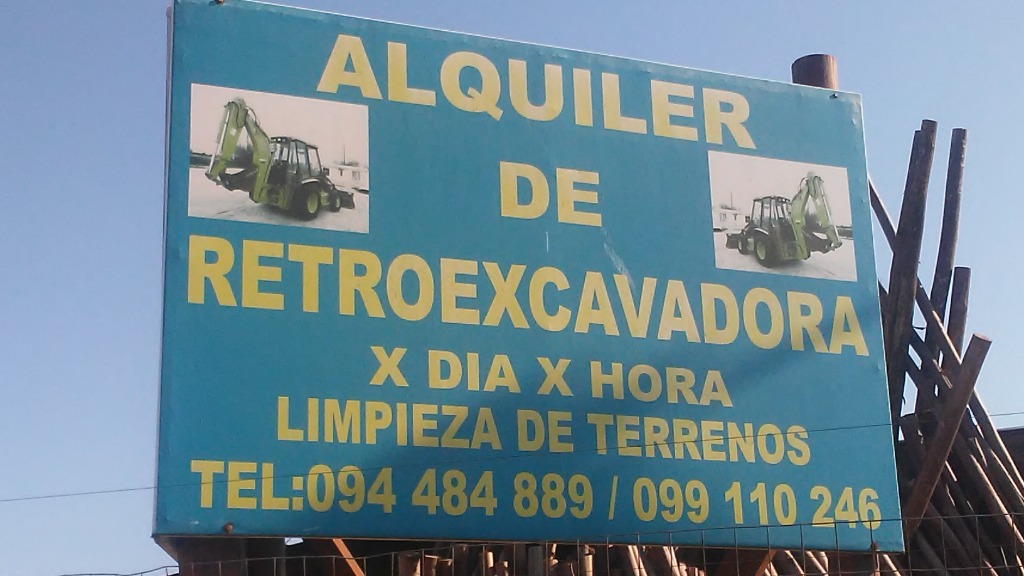 ALQUILER
DE
RETROEXCAVADORA
X DIA X HORA
LIMPIEZA DE TERRENOS
TEL:094 484 889 / 099 110 246